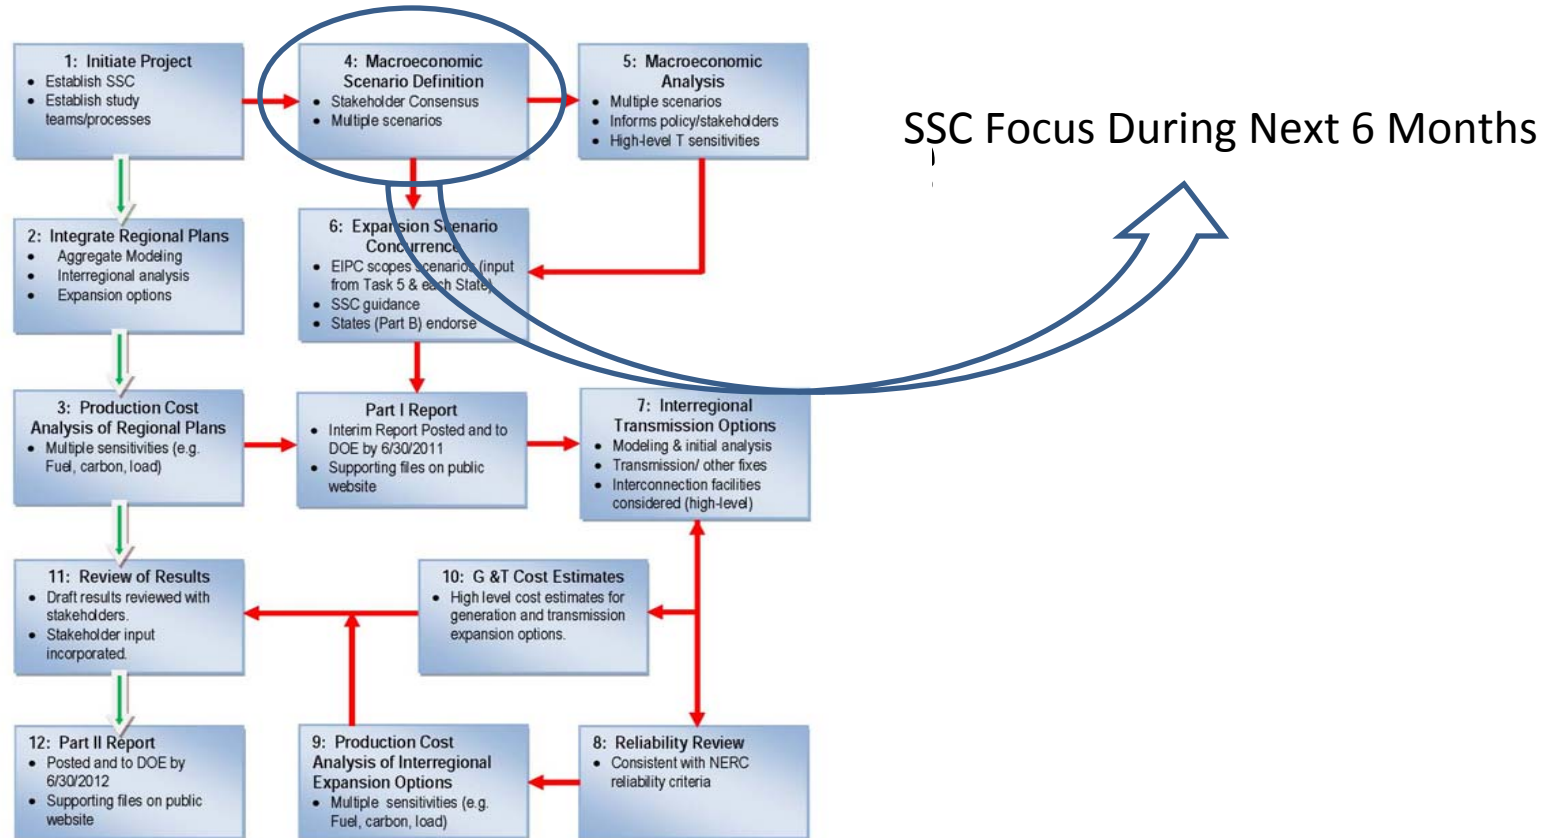 1: Initiate Project
• Establish SSC
• Establish study
teams/processes
4: Macroeconomic
Scenario Definition
• Stakeholder Consensus
• Multiple scenarios
5: Macroeconomic
Analysis
• Multiple scenarios
• Informs policy/stakeholders
• High-level T sensitivities
SSC Focus During Next 6 Months
2: Integrate Regional Plans
• Aggregate Modeling
• Interregional analysis
• Expansion options
6: Expansion Scenario
Concurrence
• EIPC scopes scenarios (input
from Task 5 & each State)
• SSC guidance
• States (Part B) endorse
3: Production Cost
Analysis of Regional Plans
• Multiple sensitivities (e.g.
Fuel, carbon, load)
Part I Report
• Interim Report Posted and to
DOE by 6/30/2011
• Supporting files on public
website
7: Interregional
Transmission Options
• Modeling & initial analysis
• Transmission/ other fixes
• Interconnection facilities
considered (high-level)
11: Review of Results
• Draft results reviewed with
stakeholders.
• Stakeholder input
incorporated.
10: G &T Cost Estimates
• High level cost estimates for
generation and transmission
expansion options.
12: Part II Report
• Posted and to DOE by
6/30/2012
• Supporting files on public
website
9: Production Cost
Analysis of Interregional
Expansion Options
• Multiple sensitivities (e.g.
Fuel, carbon, load)
8: Reliability Review
• Consistent with NERC
reliability criteria